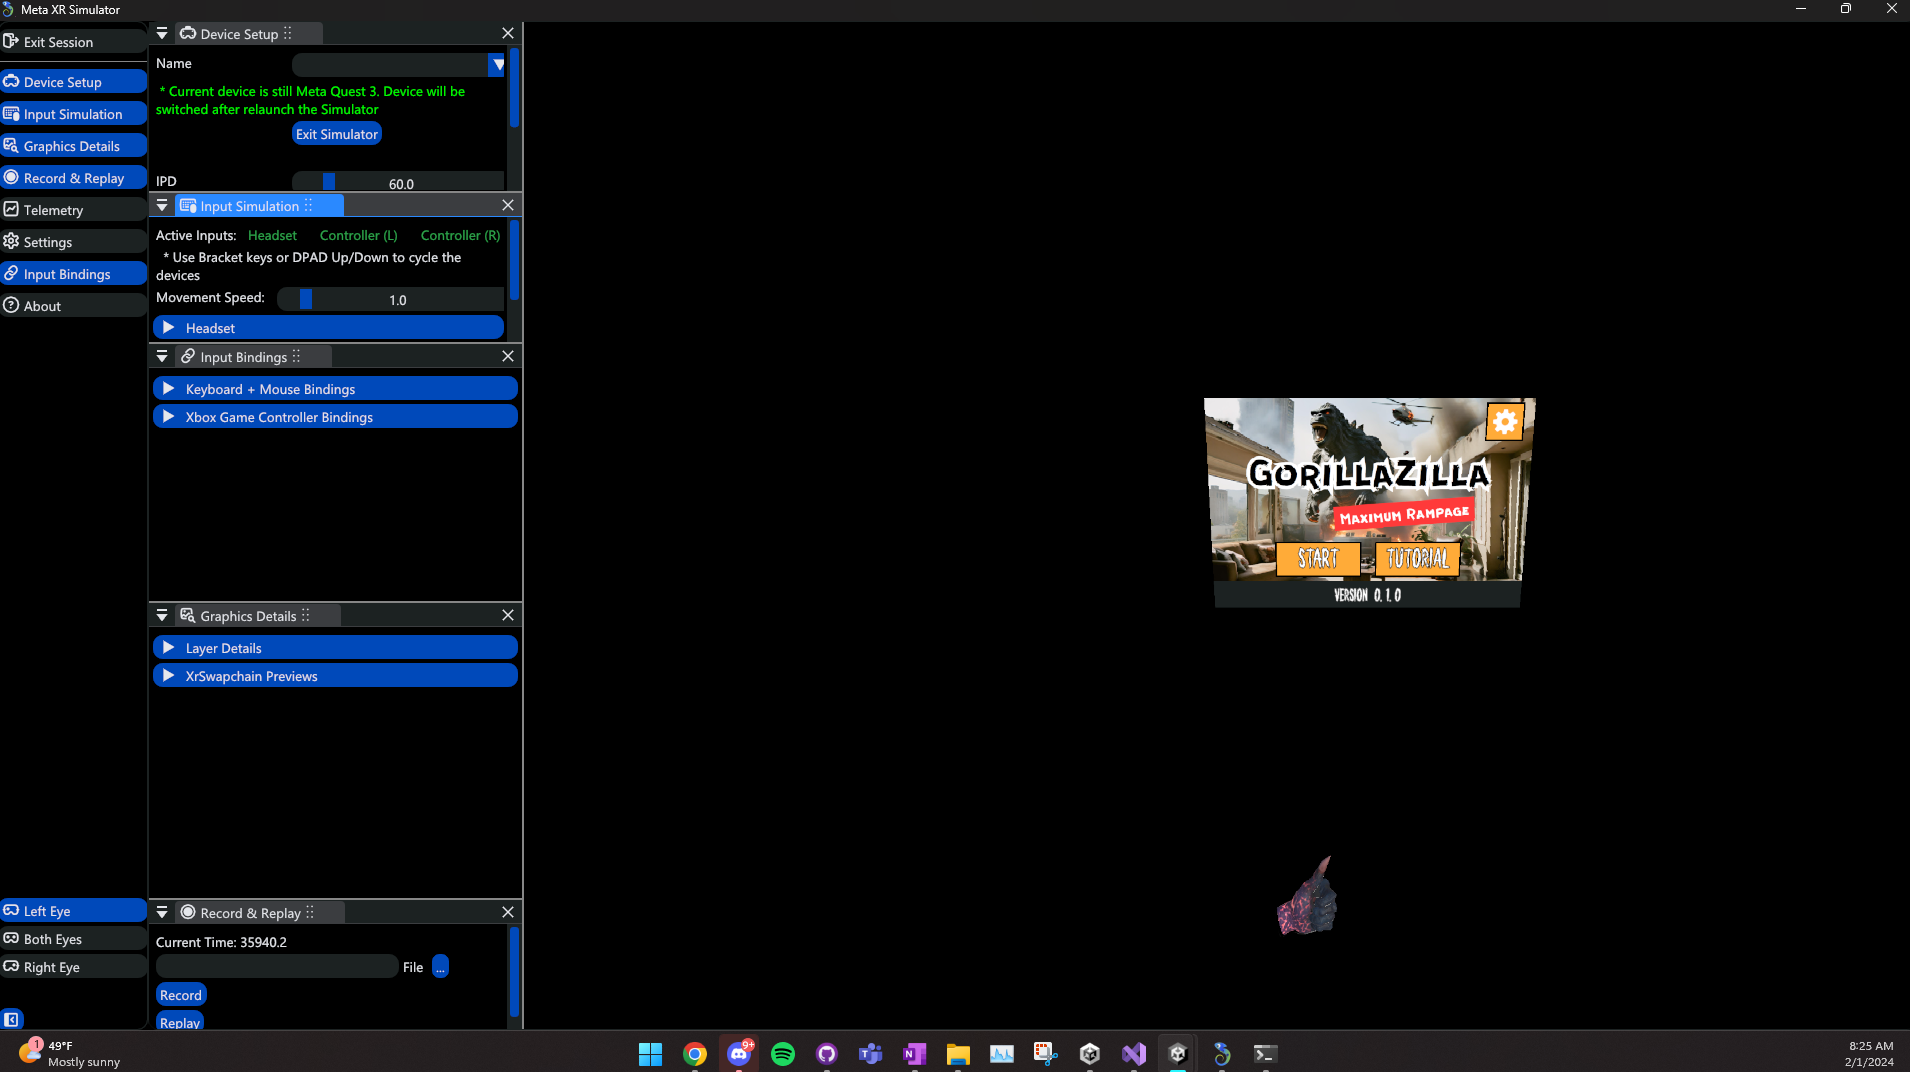 Meta XR Simulator
Exit Session
Device Setup
Input Simulation
Graphics Details
Record & Replay
Telemetry
Settings
Input Bindings
About
Left Eye
Both Eyes
Right Eye
Device Setup
Name
* Current device is still Meta Quest 3. Device will be
switched after relaunch the Simulator
Exit Simulator
IPD
60.0
Input Simulation
Active Inputs: Headset Controller (L) Controller (R)
* Use Bracket keys or DPAD Up/Down to cycle the
devices
Movement Speed: 1.0
Headset
Input Bindings
Keyboard + Mouse Bindings
Xbox Game Controller Bindings
Graphics Details
Layer Details
XrSwapchain Previews
Record & Replay
Current Time: 35940.2
File ...
Record
Replay
GORILLAZILLA
MAXIMUM RAMPAGE
START TUTORIAL
VERSION 0.1.0
1
49°F
Mostly sunny
9+
8:25 AM
2/1/2024